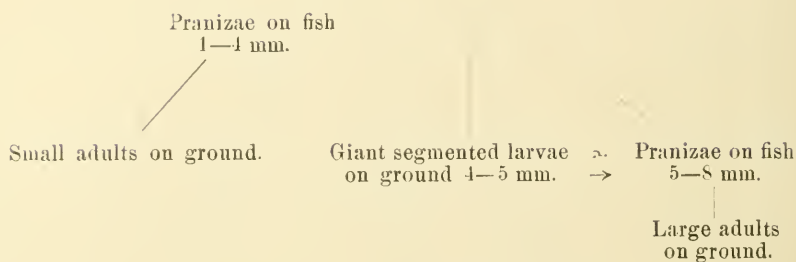 Pranizae on fish
1—4 mm.
Small adults on ground.
Giant segmented larvae
on ground 4—5 mm. →
Pranizae on fish
5—8 mm.
Large adults
on ground.